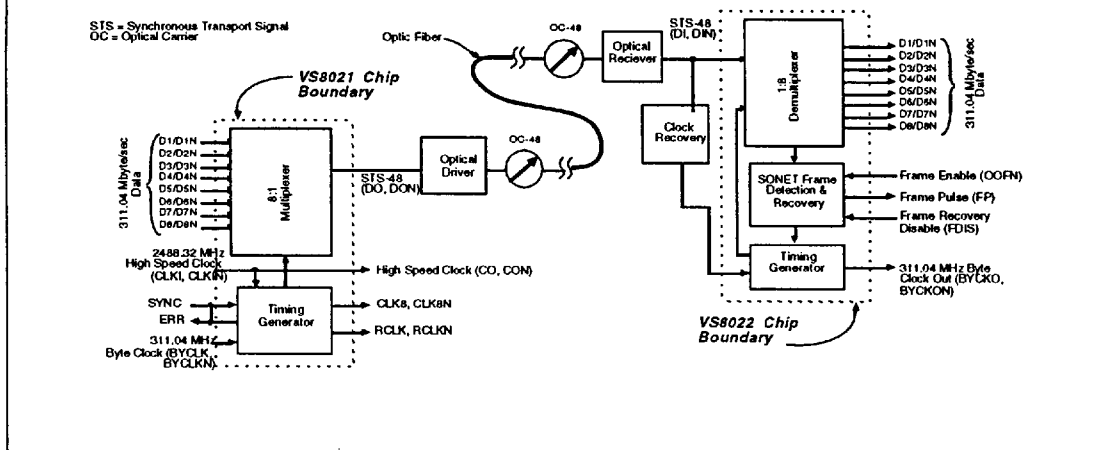 STS = Synchronous Transport Signal
OC = Optical Carrier
Optic Fiber
OC-48
Optical
Reciever
STS-48
(DI, DIN)
1:8
Demultiplexer
D1/D1N
D2/D2N
D3/D3N
D4/D4N
D5/D5N
D6/D6N
D7/D7N
D8/D8N
311.04 Mbyte/sec
Data
VS8021 Chip
Boundary
311.04 Mbyte/sec
Data
D1/D1N
D2/D2N
D3/D3N
D4/D4N
D5/D5N
D6/D6N
D7/D7N
D8/D8N
8:1
Multiplexer
STS-48
(DO, DON)
Optical
Driver
OC-48
Clock
Recovery
SONET Frame
Detection &
Recovery
Frame Enable (OOFN)
Frame Pulse (FP)
Frame Recovery
Disable (FDIS)
Timing
Generator
311.04 MHz Byte
Clock Out (BYCKO,
BYCKON)
VS8022 Chip
Boundary
2488.32 MHz
High Speed Clock
(CLKI, CLKIN)
High Speed Clock (CO, CON)
SYNC
ERR
Timing
Generator
CLK8, CLK8N
RCLK, RCLKN
311.04 MHz
Byte Clock (BYCLK,
BYCLKN)